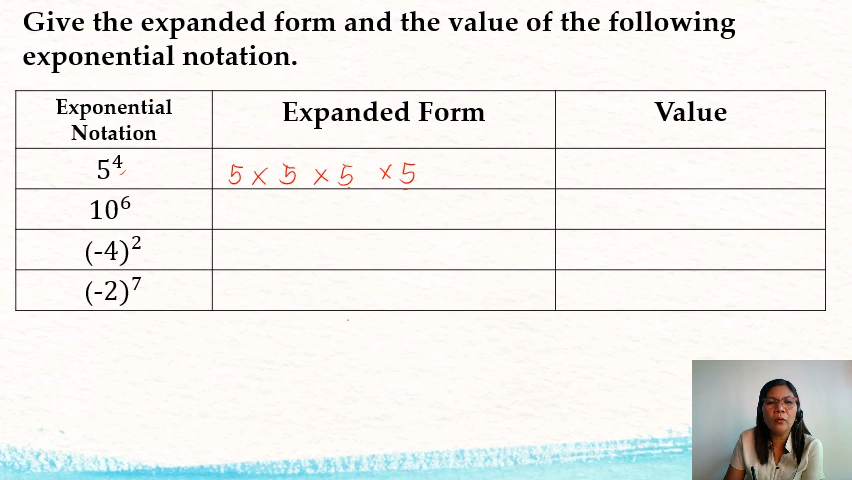 Give the expanded form and the value of the following
exponential notation.
Exponential Notation Expanded Form Value
5⁴ 5 × 5 × 5 × 5
10⁶
(-4)²
(-2)⁷